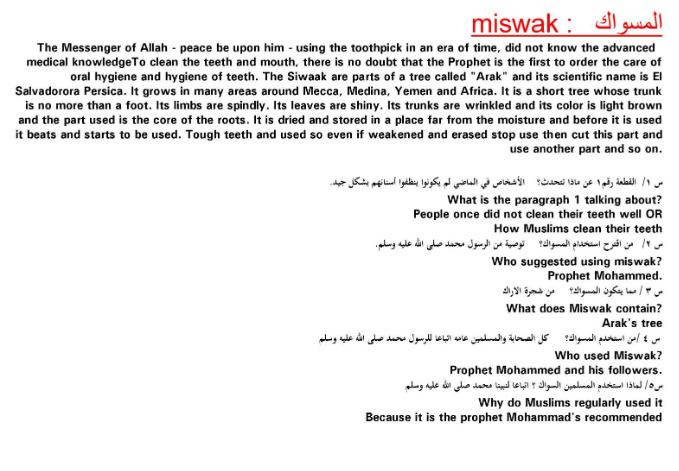 miswak : المسواك
The Messenger of Allah - peace be upon him - using the toothpick in an era of time, did not know the advanced
medical knowledgeTo clean the teeth and mouth, there is no doubt that the Prophet is the first to order the care of
oral hygiene and hygiene of teeth. The Siwaak are parts of a tree called "Arak" and its scientific name is El
Salvadorora Persica. It grows in many areas around Mecca, Medina, Yemen and Africa. It is a short tree whose trunk
is no more than a foot. Its limbs are spindly. Its leaves are shiny. Its trunks are wrinkled and its color is light brown
and the part used is the core of the roots. It is dried and stored in a place far from the moisture and before it is used
it beats and starts to be used. Tough teeth and used so even if weakened and erased stop use then cut this part and
use another part and so on.
س ١/ القطعة رقم١ عن ماذا تتحدث؟ الأشخاص في الماضي لم يكونوا ينظفوا أسنانهم بشكل جيد.
What is the paragraph 1 talking about?
People once did not clean their teeth well OR
How Muslims clean their teeth
س ٢/ من اقترح استخدام المسواك؟ توصية من الرسول محمد صلى الله عليه وسلم.
Who suggested using miswak?
Prophet Mohammed.
س ٣ / مما يتكون المسواك؟ من شجرة الاراك
What does Miswak contain?
Arak's tree
س ٤ /من استخدم المسواك؟ كل الصحابة والمسلمين عامه اتباعا للرسول محمد صلى الله عليه وسلم
Who used Miswak?
Prophet Mohammed and his followers.
س٥/ لماذا استخدم المسلمين السواك ؟ اتباعا لنبينا محمد صلى الله عليه وسلم
Why do Muslims regularly used it
Because it is the prophet Mohammad's recommended